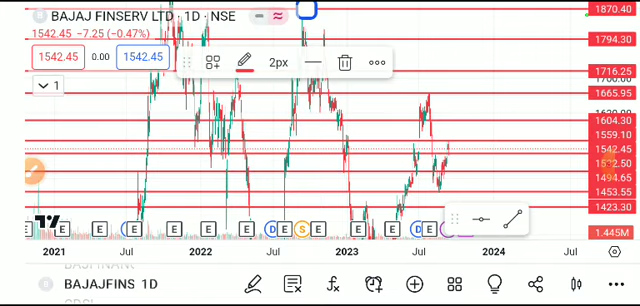 BAJAJ FINSERV LTD · 1D · NSE
1542.45 −7.25 (−0.47%)
1542.45 0.00 1542.45
2px
1
1870.40
1794.30
1716.25
1700.00
1665.95
1604.30
1559.10
1542.45
1494.65
1453.55
1423.30
1.445M
E E E E E E D S E E E D E
2021 Jul 2022 Jul 2023 Jul 2024 Jul
BAJAJFINS 1D